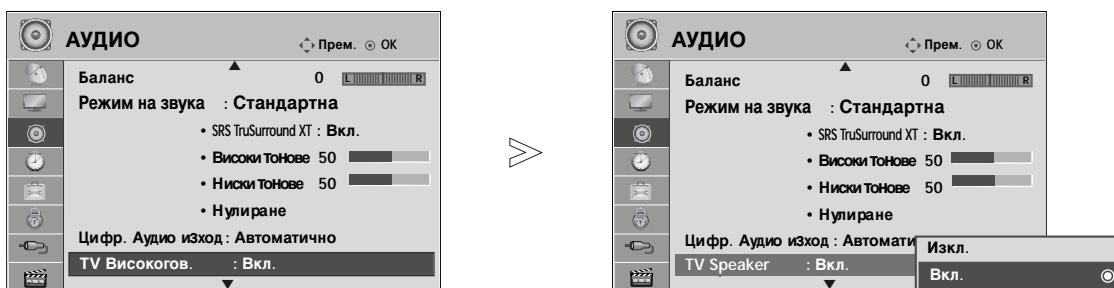 АУДИО Прем. OK
Баланс 0 L R
Режим на звука : Стандартна
• SRS TruSurround XT : Вкл.
• Високи тоНове 50
• Ниски тоНове 50
• Нулиране
Цифр. Аудио иЗход : Автоматично
TV Високогов. : Вкл.
>
АУДИО Прем. OK
Баланс 0 L R
Режим на звука : Стандартна
• SRS TruSurround XT : Вкл.
• Високи тоНове 50
• Ниски тоНове 50
• Нулиране
Цифр. Аудио иЗход : Автомати
TV Speaker : Вкл.
Изкл.
Вкл.